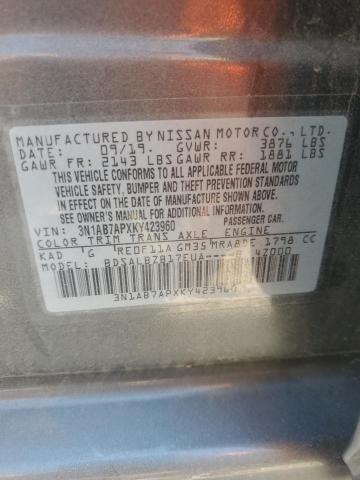 MANUFACTURED BY NISSAN MOTOR CO., LTD.
DATE: 09/19. GVWR: 3876 LBS
GAWR FR: 2143 LBS GAWR RR: 1881 LBS
THIS VEHICLE CONFORMS TO ALL APPLICABLE FEDERAL MOTOR
VEHICLE SAFETY, BUMPER AND THEFT PREVENTION STANDARDS
IN EFFECT ON THE DATE OF MANUFACTURE SHOWN ABOVE.
SEE OWNER'S MANUAL FOR ADDITIONAL INFORMATION.
VIN: 3N1AB7APXKY423960 PASSENGER CAR
COLOR TRIM TRANS AXLE ENGINE
KAD G RE0F11A GM35 MRA8DE 1798 CC
MODEL: BDSALBZB17EUA---- B 4Z000
3N1AB7APXKY423960